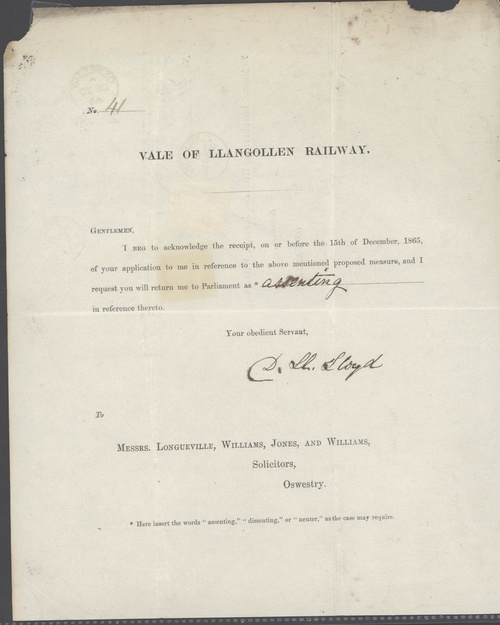 No. 41
VALE OF LLANGOLLEN RAILWAY.
GENTLEMEN,
I BEG to acknowledge the receipt, on or before the 15th of December, 1865,
of your application to me in reference to the above mentioned proposed measure, and I
request you will return me to Parliament as * assenting
in reference thereto.
Your obedient Servant,
D. Ll. Lloyd
To
MESSRS. LONGUEVILLE, WILLIAMS, JONES, AND WILLIAMS,
Solicitors,
Oswestry.
* Here insert the words "assenting," "dissenting," or "neuter," as the case may require.